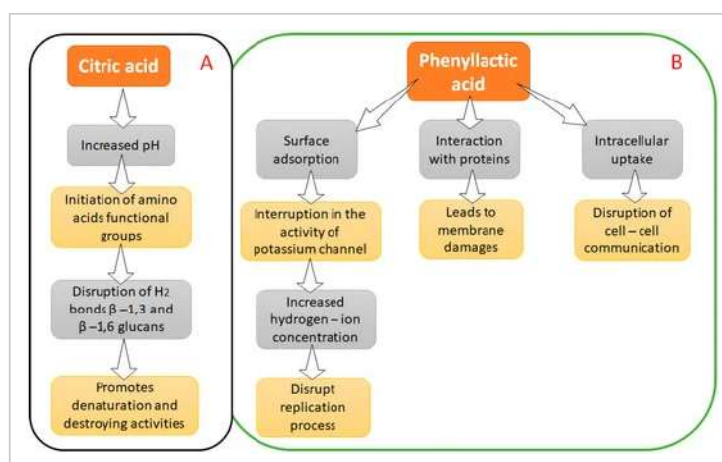 Citric acid
A
Increased pH
Initiation of amino
acids functional
groups
Disruption of H2
bonds β –1,3 and
β –1,6 glucans
Promotes
denaturation and
destroying activities
Phenyllactic
acid
B
Surface
adsorption
Interruption in the
activity of
potassium channel
Increased
hydrogen – ion
concentration
Disrupt
replication
process
Interaction
with proteins
Leads to
membrane
damages
Intracellular
uptake
Disruption of
cell – cell
communication